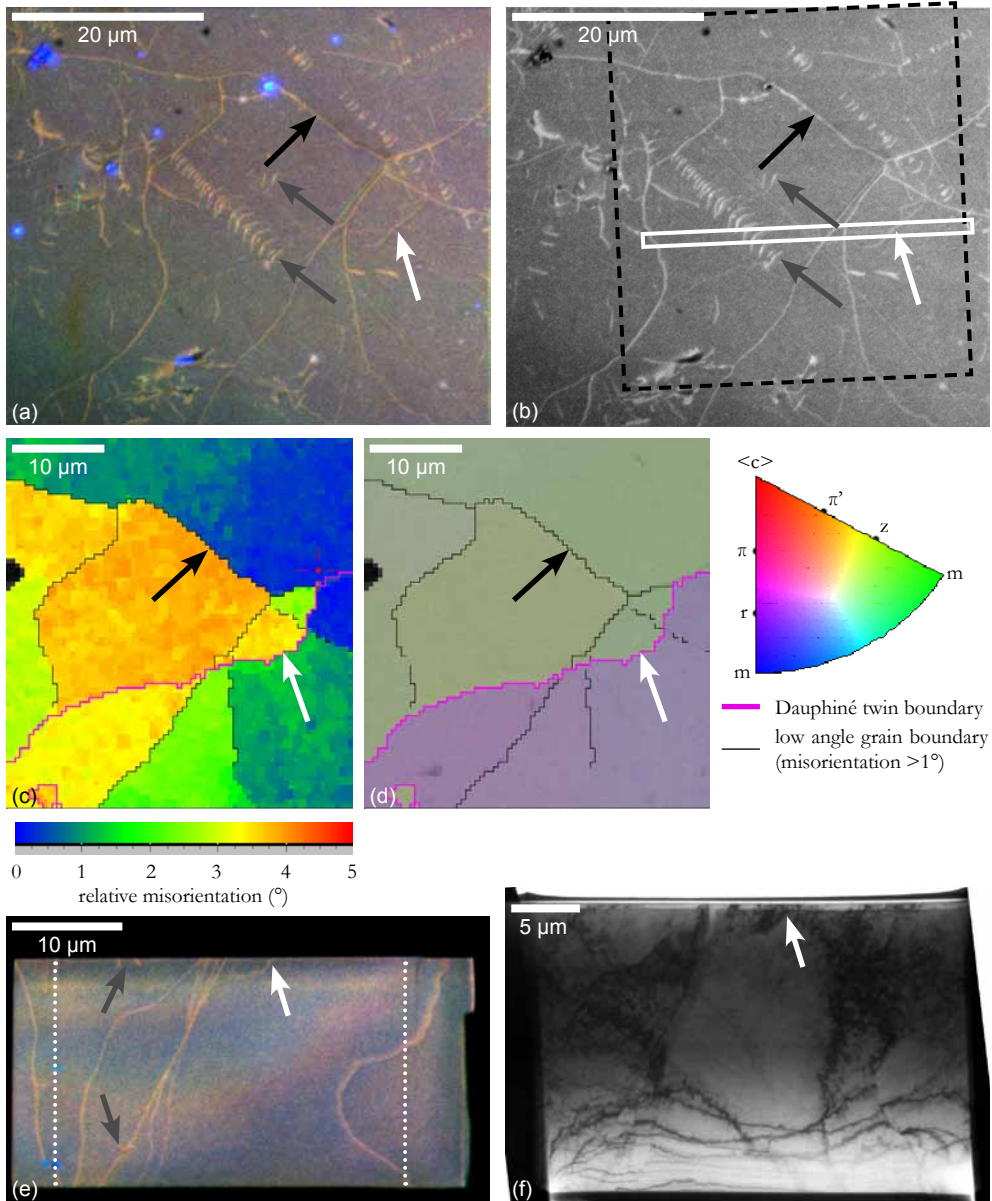 20 µm
20 µm
(a)
(b)
10 µm
10 µm
(c)
(d)
<c>
π'
z
π
m
r
m
Dauphiné twin boundary
low angle grain boundary
(misorientation >1°)
0 1 2 3 4 5
relative misorientation (°)
10 µm
5 µm
(e)
(f)